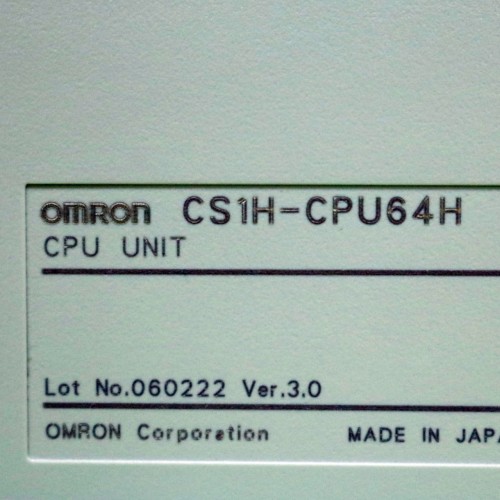 OMRON CS1H-CPU64H
CPU UNIT
Lot No.060222 Ver.3.0
OMRON Corporation MADE IN JAPA